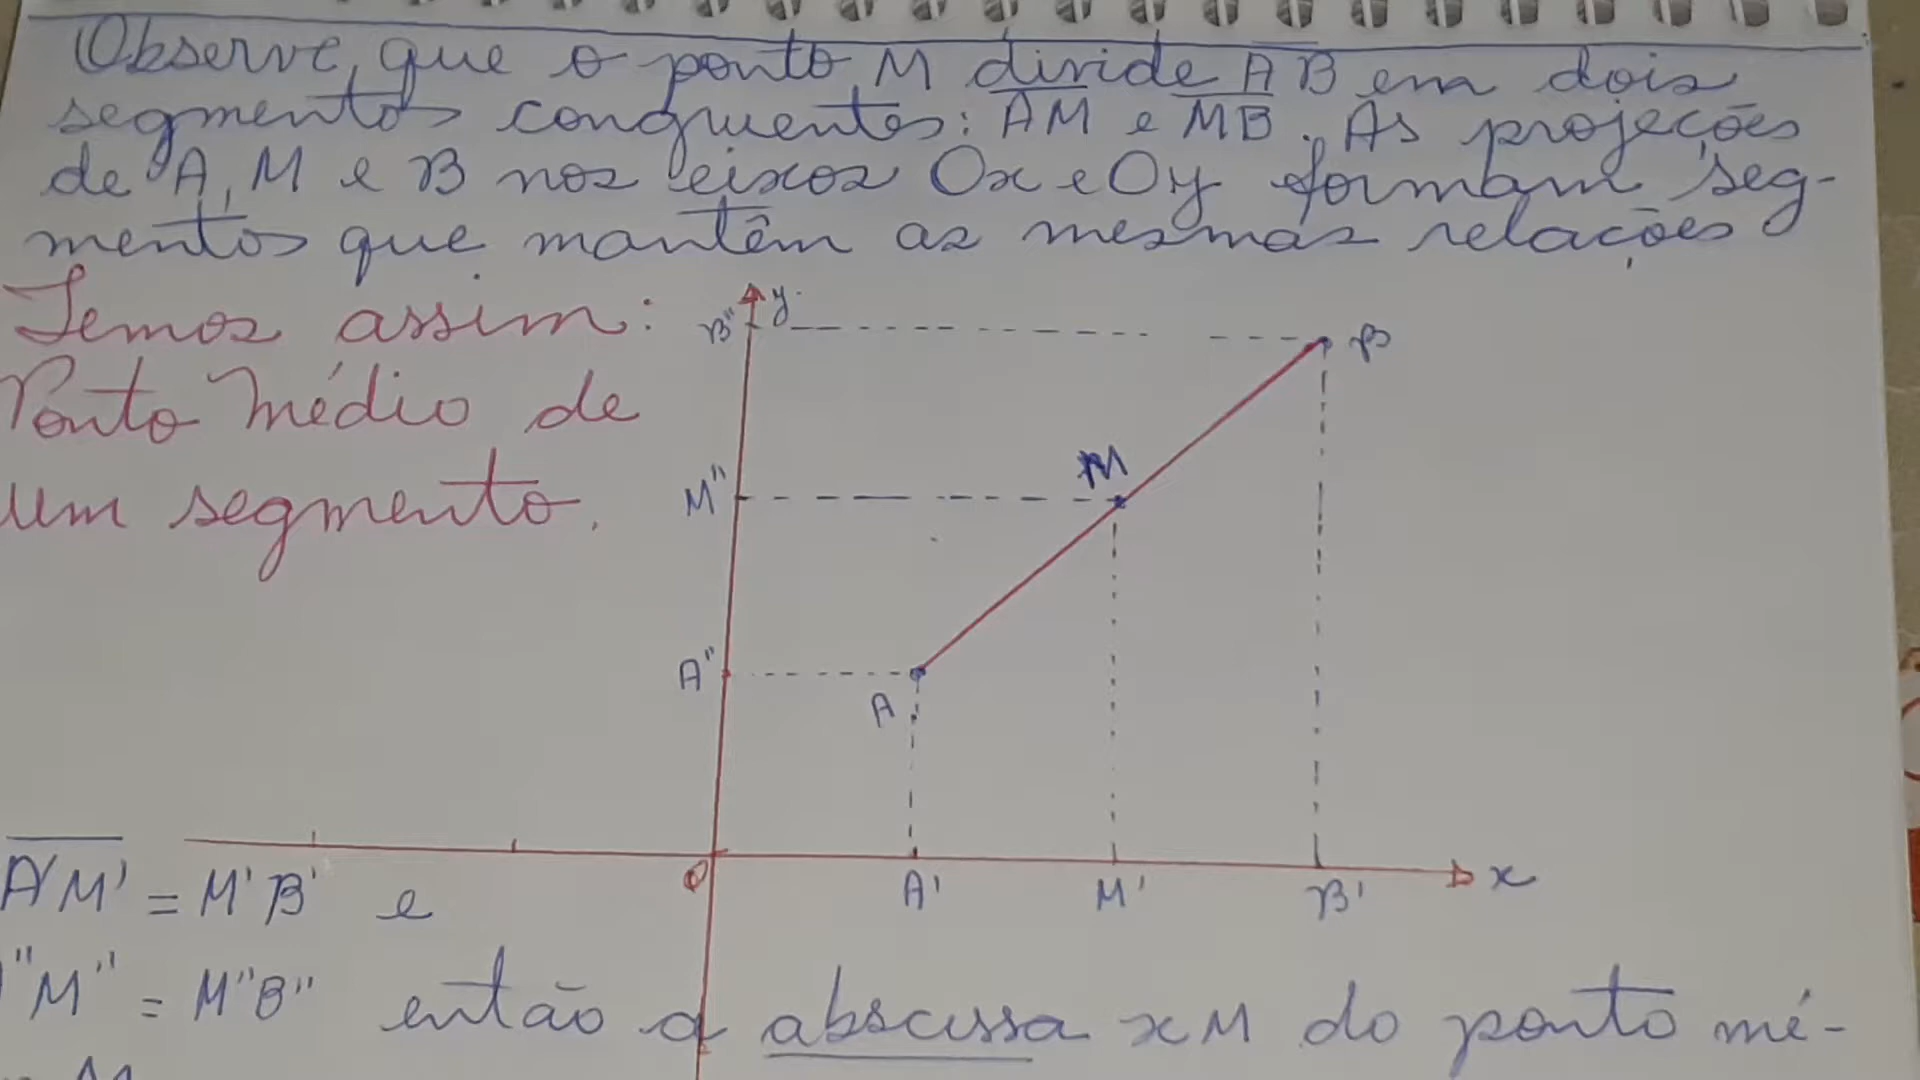 Observe, que o ponto M divide AB em dois
segmentos congruentes: AM e MB. As projeções
de A, M e B nos eixos Ox e Oy formam seg-
mentos que mantêm as mesmas relações
Temos assim:
Ponto Médio de
um segmento.
y
B" B
M
M"
A"
A
O A' M' B' x
A'M' = M'B' e
"M" = M"B" então a abscissa xM do ponto mé-